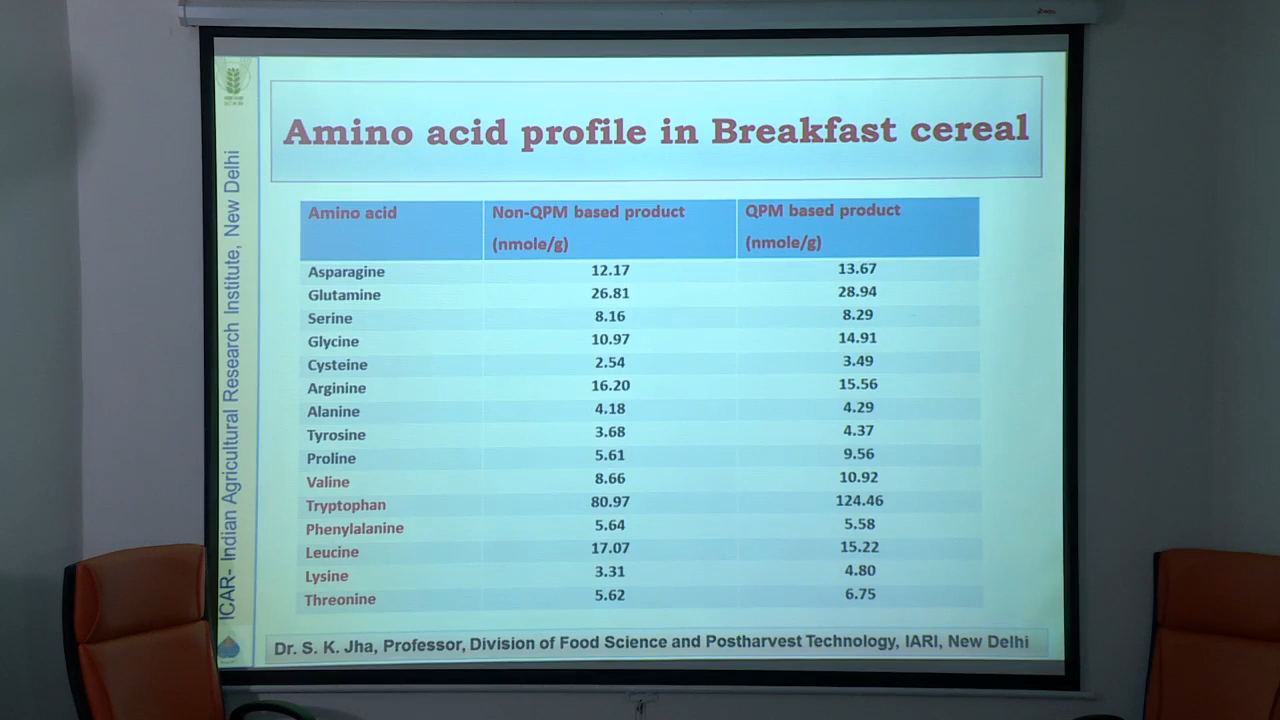 Amino acid profile in Breakfast cereal
ICAR- Indian Agricultural Research Institute, New Delhi
Amino acid Non-QPM based product (nmole/g) QPM based product (nmole/g)
Asparagine 12.17 13.67
Glutamine 26.81 28.94
Serine 8.16 8.29
Glycine 10.97 14.91
Cysteine 2.54 3.49
Arginine 16.20 15.56
Alanine 4.18 4.29
Tyrosine 3.68 4.37
Proline 5.61 9.56
Valine 8.66 10.92
Tryptophan 80.97 124.46
Phenylalanine 5.64 5.58
Leucine 17.07 15.22
Lysine 3.31 4.80
Threonine 5.62 6.75
Dr. S. K. Jha, Professor, Division of Food Science and Postharvest Technology, IARI, New Delhi